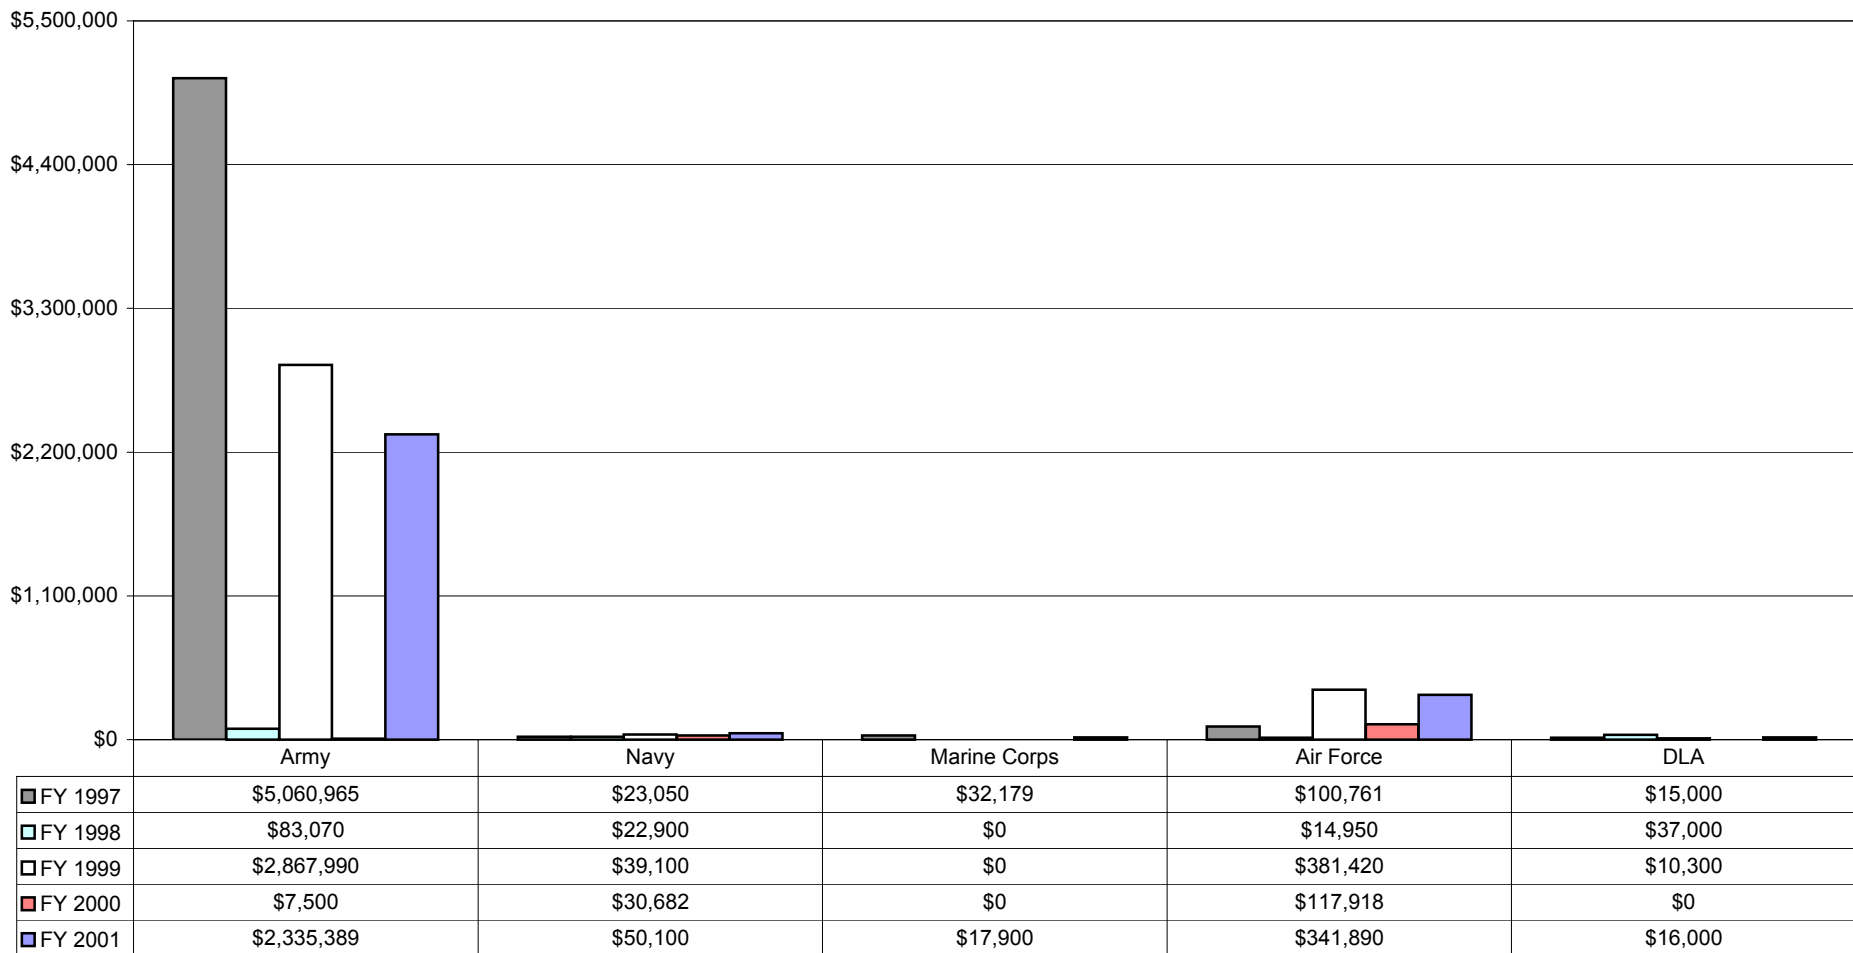 $5,500,000
$4,400,000
$3,300,000
$2,200,000
$1,100,000
$0
Army Navy Marine Corps Air Force DLA
FY 1997 $5,060,965 $23,050 $32,179 $100,761 $15,000
FY 1998 $83,070 $22,900 $0 $14,950 $37,000
FY 1999 $2,867,990 $39,100 $0 $381,420 $10,300
FY 2000 $7,500 $30,682 $0 $117,918 $0
FY 2001 $2,335,389 $50,100 $17,900 $341,890 $16,000